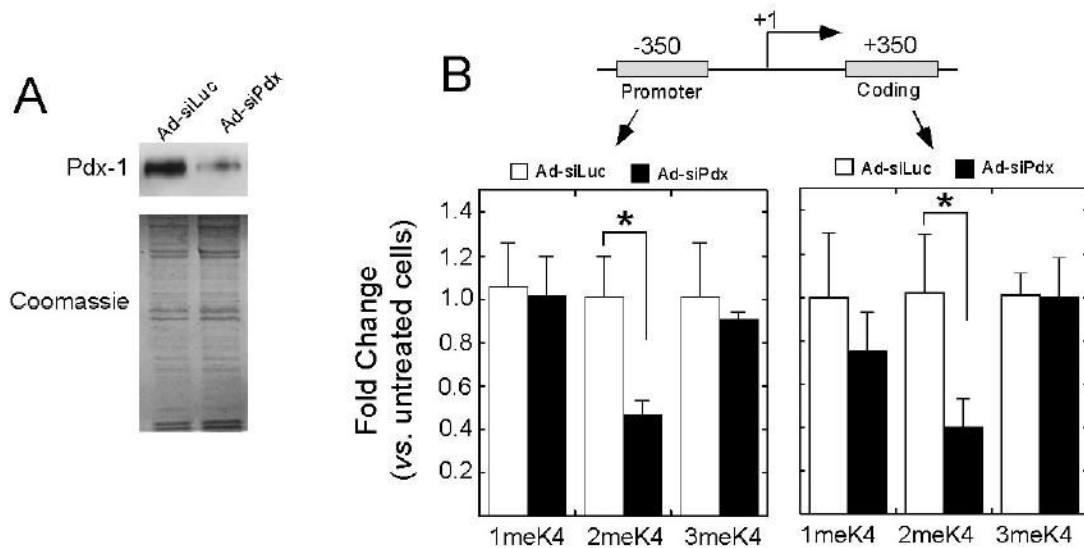 A
Ad-siLuc
Ad-siPdx
Pdx-1
Coomassie
B
-350
+1
+350
Promoter
Coding
Ad-siLuc
Ad-siPdx
Ad-siLuc
Ad-siPdx
Fold Change
(vs. untreated cells)
1.4
1.2
1.0
0.8
0.6
0.4
0.2
*
*
1meK4
2meK4
3meK4
1meK4
2meK4
3meK4